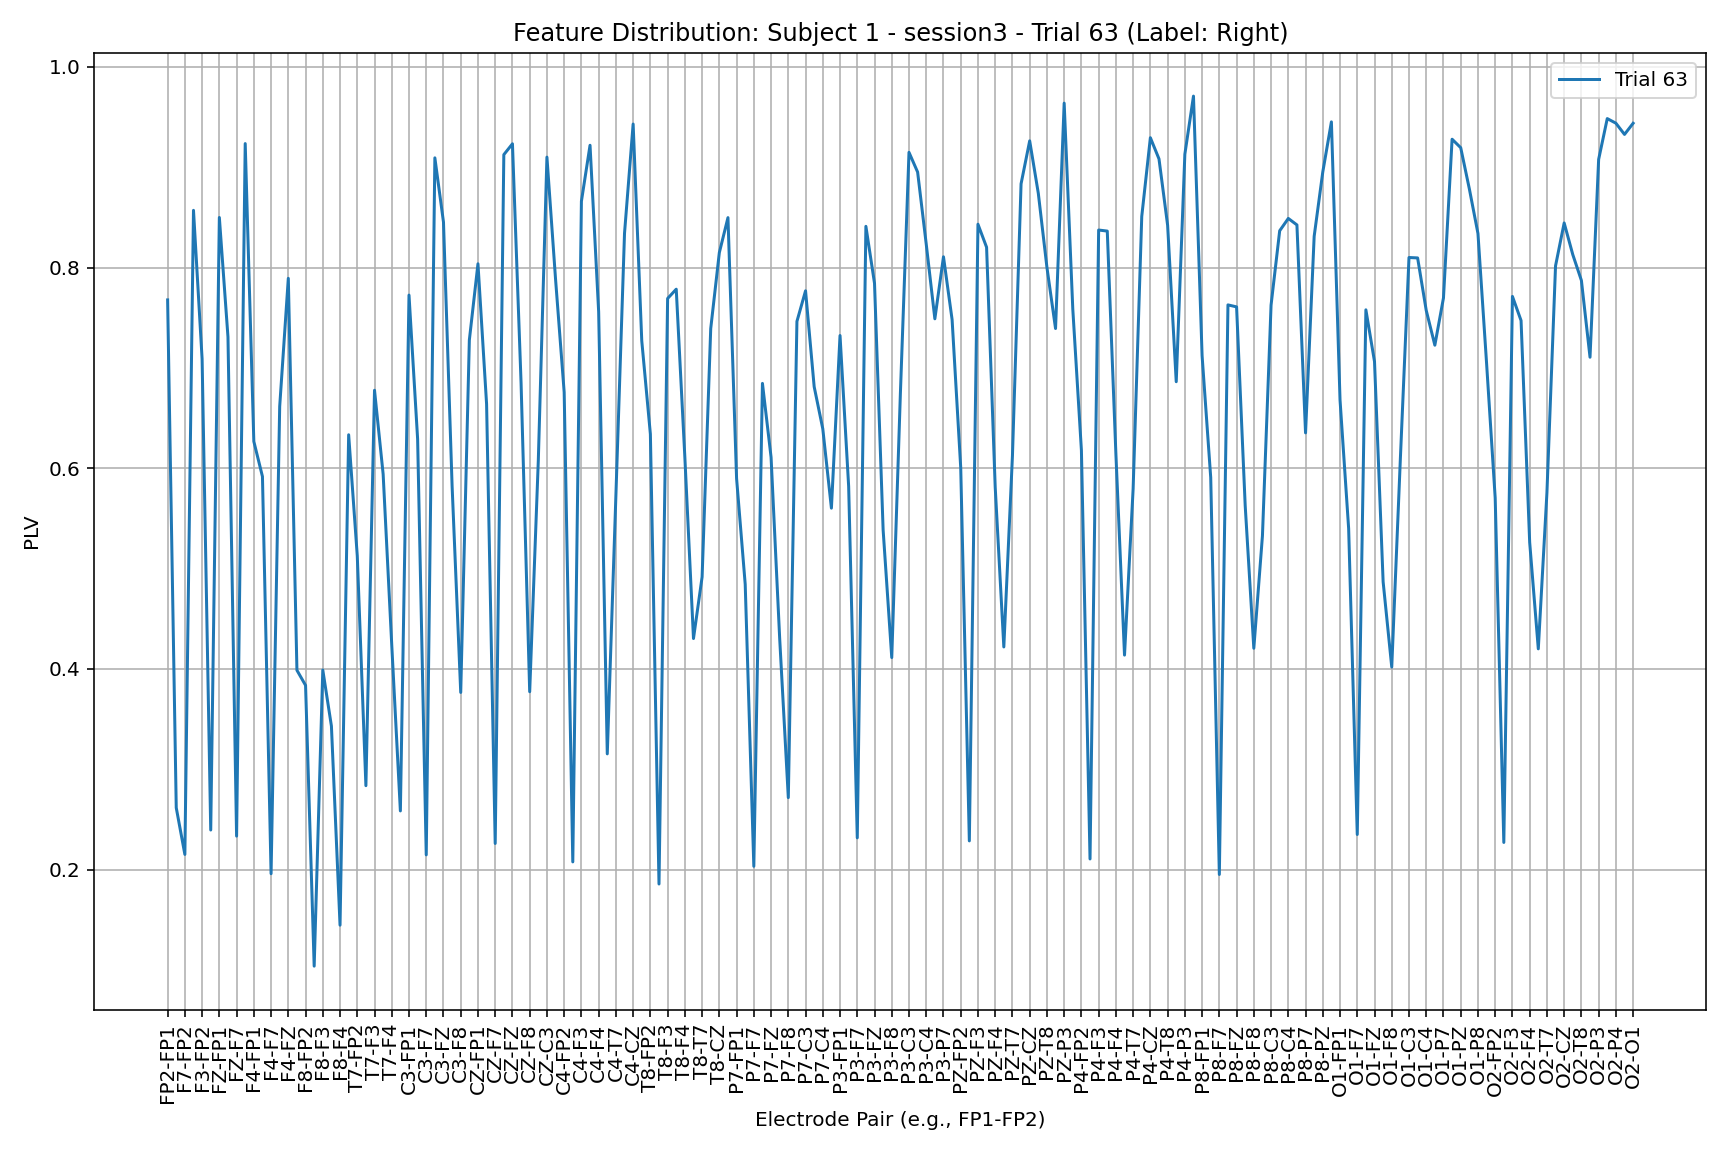 Feature Distribution: Subject 1 - session3 - Trial 63 (Label: Right)
Trial 63
1.0
0.8
0.6
0.4
0.2
PLV
FP2-FP1
F7-FP2
F3-FP2
FZ-FP1
FZ-F7
F4-FP1
F4-F7
F4-FZ
F8-FP2
F8-F3
F8-F4
T7-FP2
T7-F3
T7-F4
C3-FP1
C3-F7
C3-FZ
C3-F8
CZ-FP1
CZ-F7
CZ-FZ
CZ-F8
CZ-C3
C4-FP2
C4-F3
C4-F4
C4-T7
C4-CZ
T8-FP2
T8-F3
T8-F4
T8-T7
T8-CZ
P7-FP1
P7-F7
P7-FZ
P7-F8
P7-C3
P7-C4
P3-FP1
P3-F7
P3-FZ
P3-F8
P3-C3
P3-C4
P3-P7
PZ-FP2
PZ-F3
PZ-F4
PZ-T7
PZ-CZ
PZ-T8
PZ-P3
P4-FP2
P4-F3
P4-F4
P4-T7
P4-CZ
P4-T8
P4-P3
P8-FP1
P8-F7
P8-FZ
P8-F8
P8-C3
P8-C4
P8-P7
P8-PZ
O1-FP1
O1-F7
O1-FZ
O1-F8
O1-C3
O1-C4
O1-P7
O1-PZ
O1-P8
O2-FP2
O2-F3
O2-F4
O2-T7
O2-CZ
O2-T8
O2-P3
O2-P4
O2-O1
Electrode Pair (e.g., FP1-FP2)